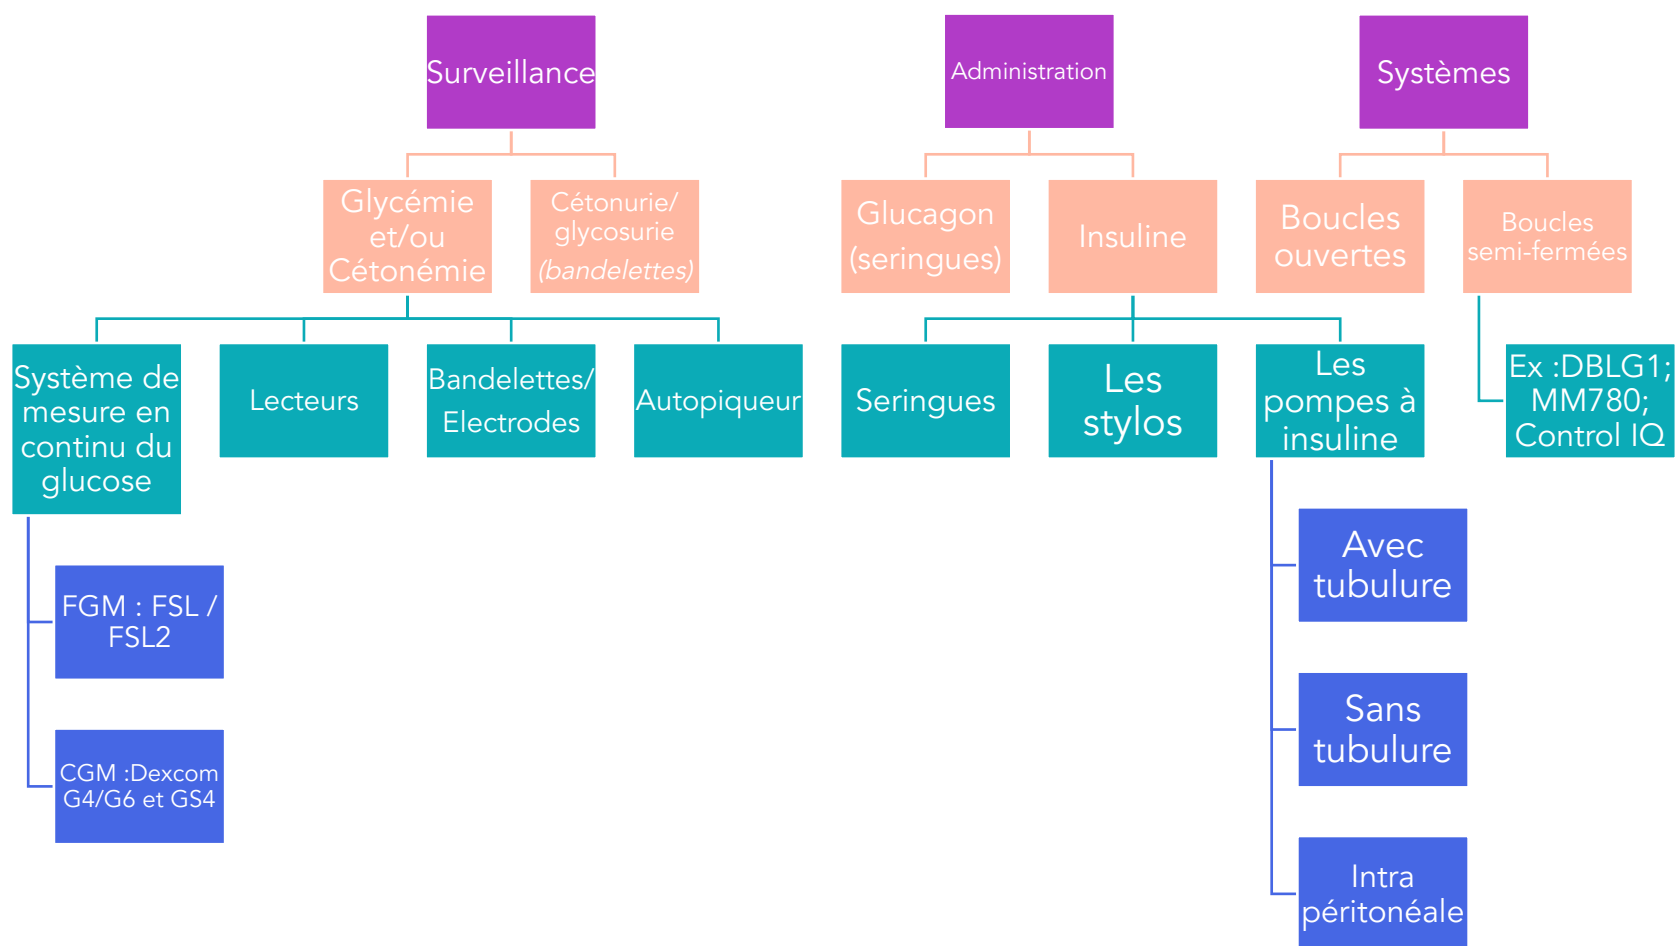 Surveillance
Administration
Systèmes
Glycémie
et/ou
Cétonémie
Cétonurie/
glycosurie
(bandelettes)
Glucagon
(seringues)
Insuline
Boucles
ouvertes
Boucles
semi-fermées
Système de
mesure en
continu du
glucose
Lecteurs
Bandelettes/
Electrodes
Autopiqueur
Seringues
Les
stylos
Les
pompes à
insuline
Ex :DBLG1;
MM780;
Control IQ
FGM : FSL /
FSL2
CGM :Dexcom
G4/G6 et GS4
Avec
tubulure
Sans
tubulure
Intra
péritonéale